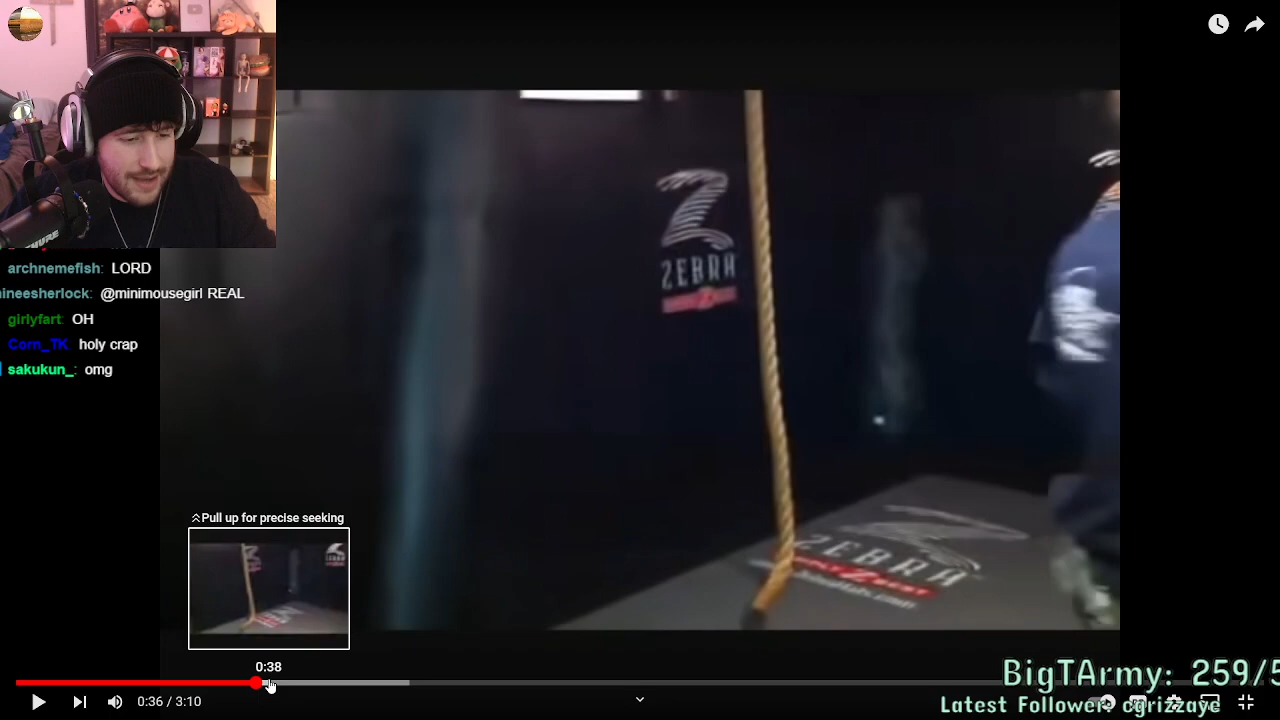 SHURE
archnemefish: LORD
ineesherlock: @minimousegirl REAL
girlyfart: OH
Corn_TK: holy crap
sakukun_: omg
ZEBRA
ZEBRA
Pull up for precise seeking
0:38
0:36 / 3:10
BigTArmy: 259/5
Latest Follower: cgrizzaye